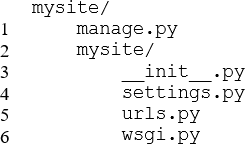 mysite/
1 manage.py
2 mysite/
3 __init__.py
4 settings.py
5 urls.py
6 wsgi.py